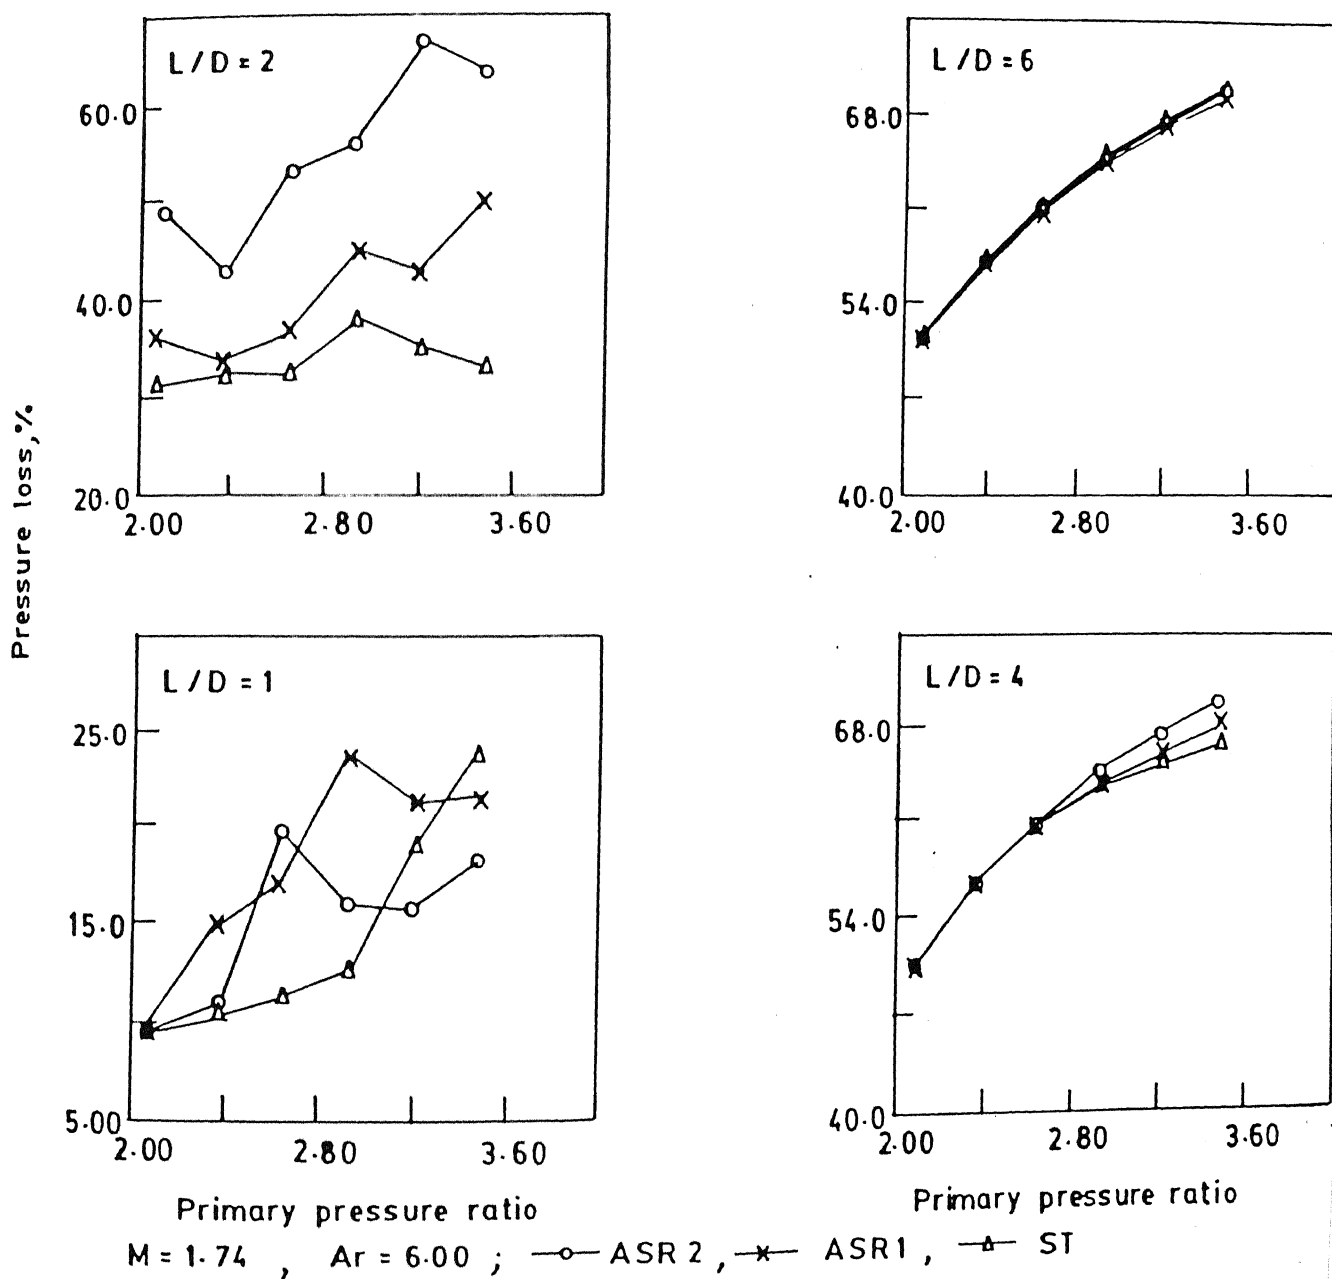 L/D = 2
60.0
40.0
20.0
2.00 2.80 3.60
L/D = 6
68.0
54.0
40.0
2.00 2.80 3.60
Pressure loss, %
L/D = 1
25.0
15.0
5.00
2.00 2.80 3.60
Primary pressure ratio
L/D = 4
68.0
54.0
40.0
2.00 2.80 3.60
Primary pressure ratio
M = 1.74 , Ar = 6.00 ; ASR 2 , ASR1 , ST